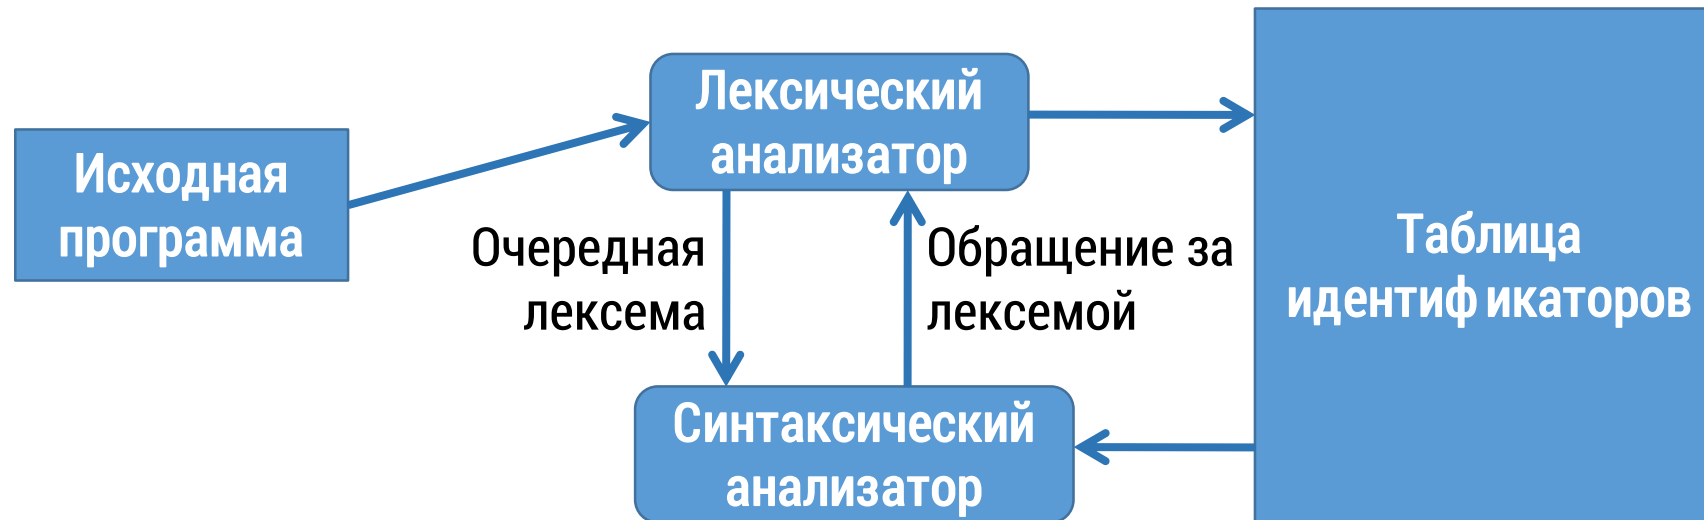 Лексический
анализатор
Исходная
программа
Очередная
лексема
Обращение за
лексемой
Таблица
идентиф икаторов
Синтаксический
анализатор